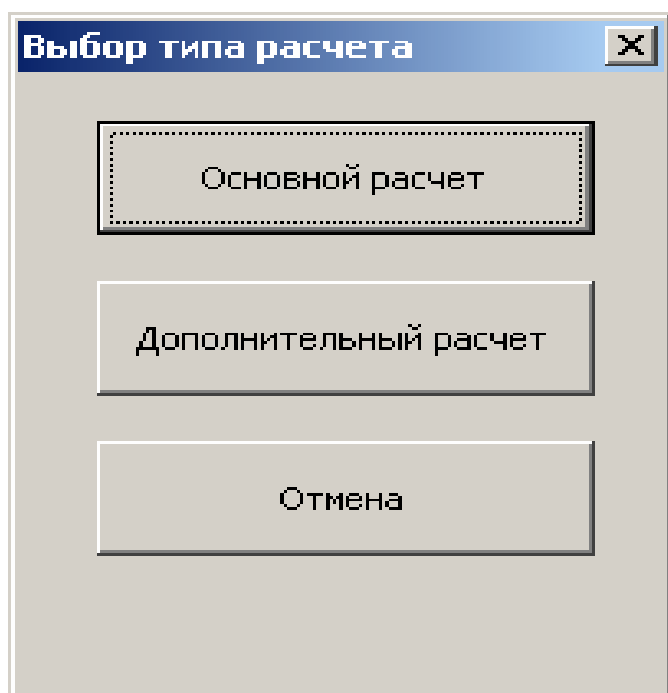 Выбор типа расчета
Основной расчет
Дополнительный расчет
Отмена